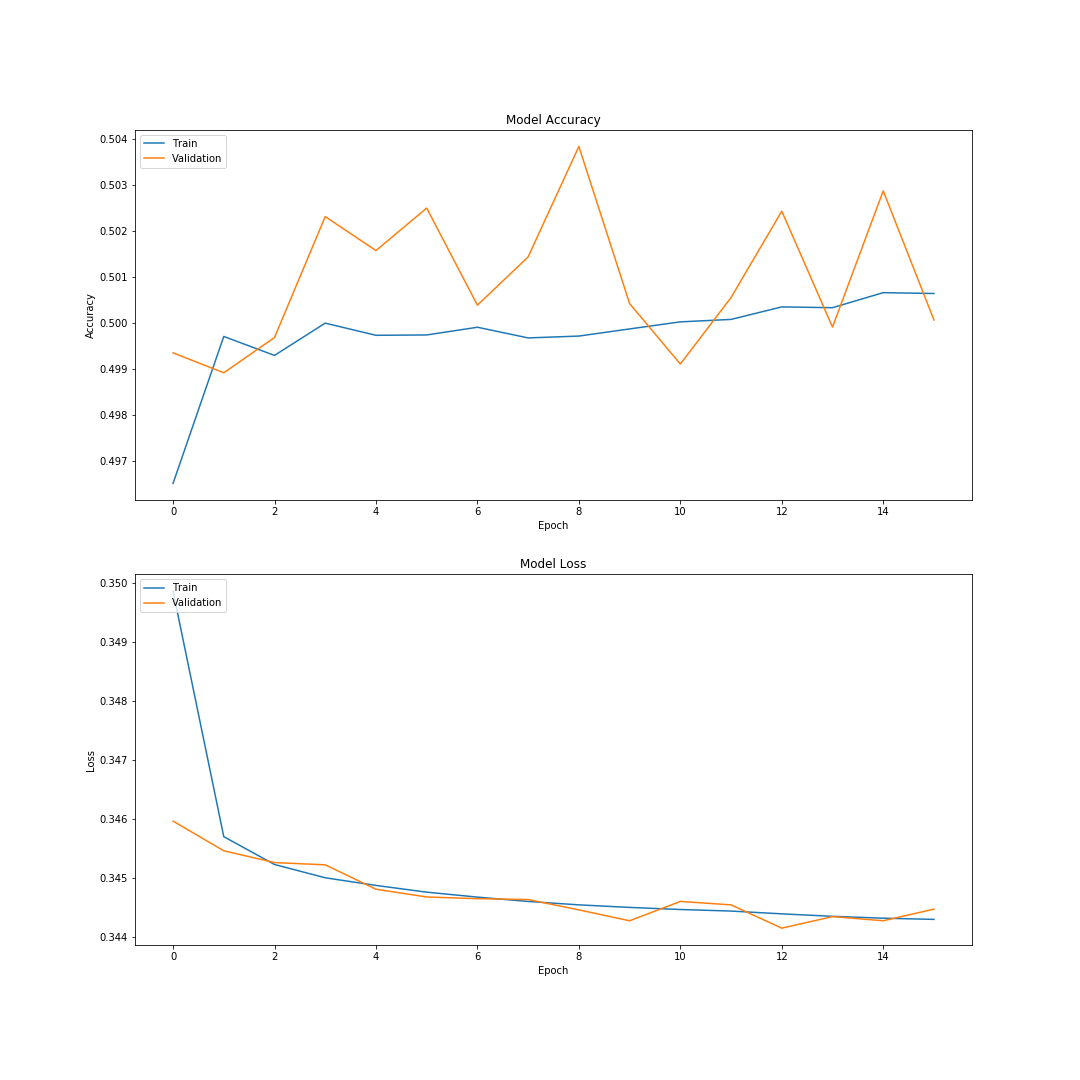 Model Accuracy
Train
Validation
0.504
0.503
0.502
0.501
0.500
0.499
0.498
0.497
Accuracy
0 2 4 6 8 10 12 14
Epoch
Model Loss
Train
Validation
0.350
0.349
0.348
0.347
0.346
0.345
0.344
Loss
0 2 4 6 8 10 12 14
Epoch